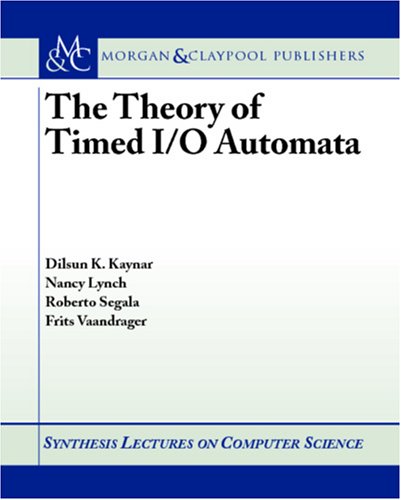 M&C MORGAN & CLAYPOOL PUBLISHERS
The Theory of
Timed I/O Automata
Dilsun K. Kaynar
Nancy Lynch
Roberto Segala
Frits Vaandrager
SYNTHESIS LECTURES ON COMPUTER SCIENCE